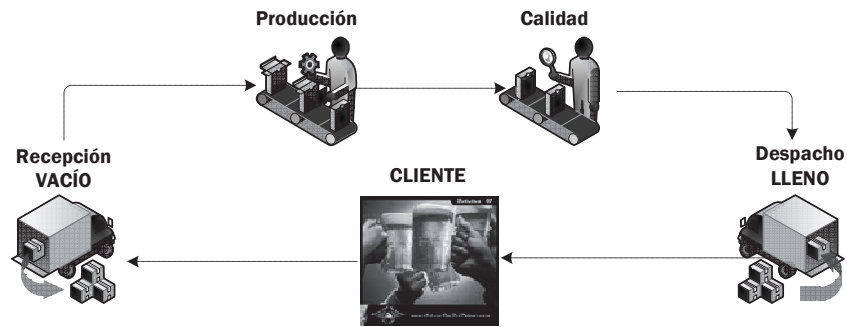 Producción
Calidad
Recepción
VACÍO
CLIENTE
Despacho
LLENO